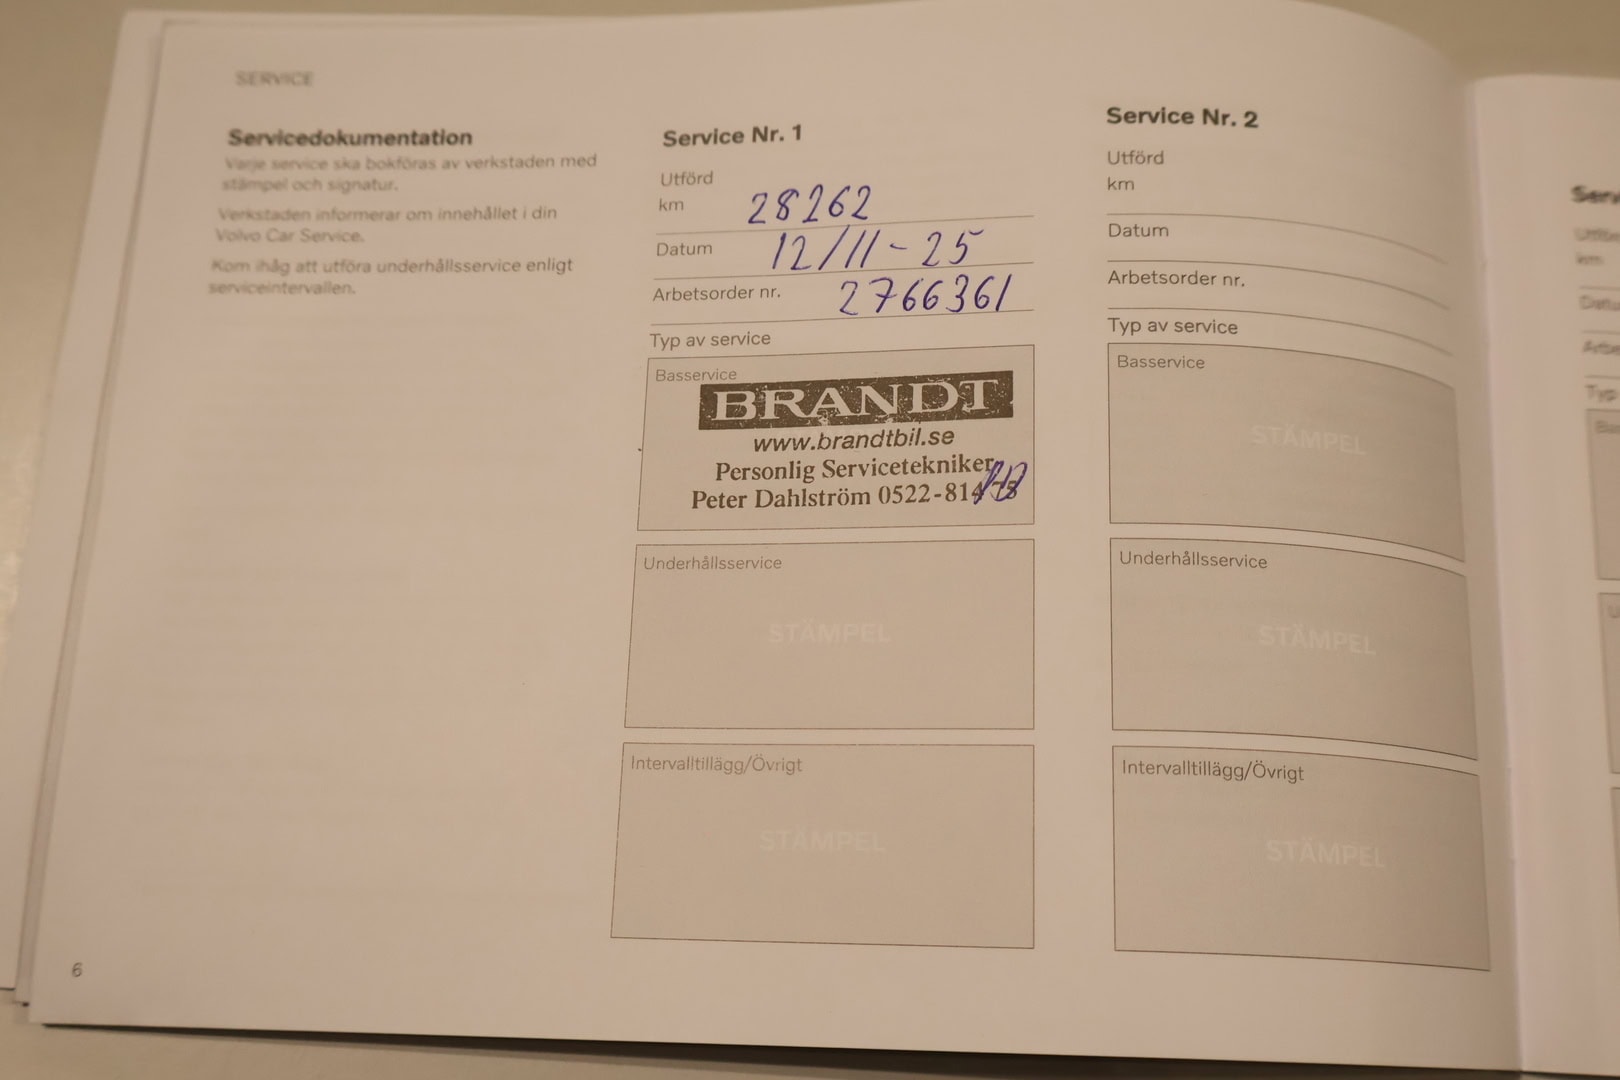 SERVICE
Servicedokumentation
Varje service ska bokföras av verkstaden med
stämpel och signatur.
Verkstaden informerar om innehållet i din
Volvo Car Service.
Kom ihåg att utföra underhållsservice enligt
serviceintervallen.
6
Service Nr. 1
Utförd
km 28262
Datum 12/11-25
Arbetsorder nr. 2766361
Typ av service
Basservice
BRANDT
www.brandtbil.se
Personlig Servicetekniker
Peter Dahlström 0522-814
Underhållsservice
STÄMPEL
Intervalltillägg/Övrigt
STÄMPEL
Service Nr. 2
Utförd
km
Datum
Arbetsorder nr.
Typ av service
Basservice
STÄMPEL
Underhållsservice
STÄMPEL
Intervalltillägg/Övrigt
STÄMPEL